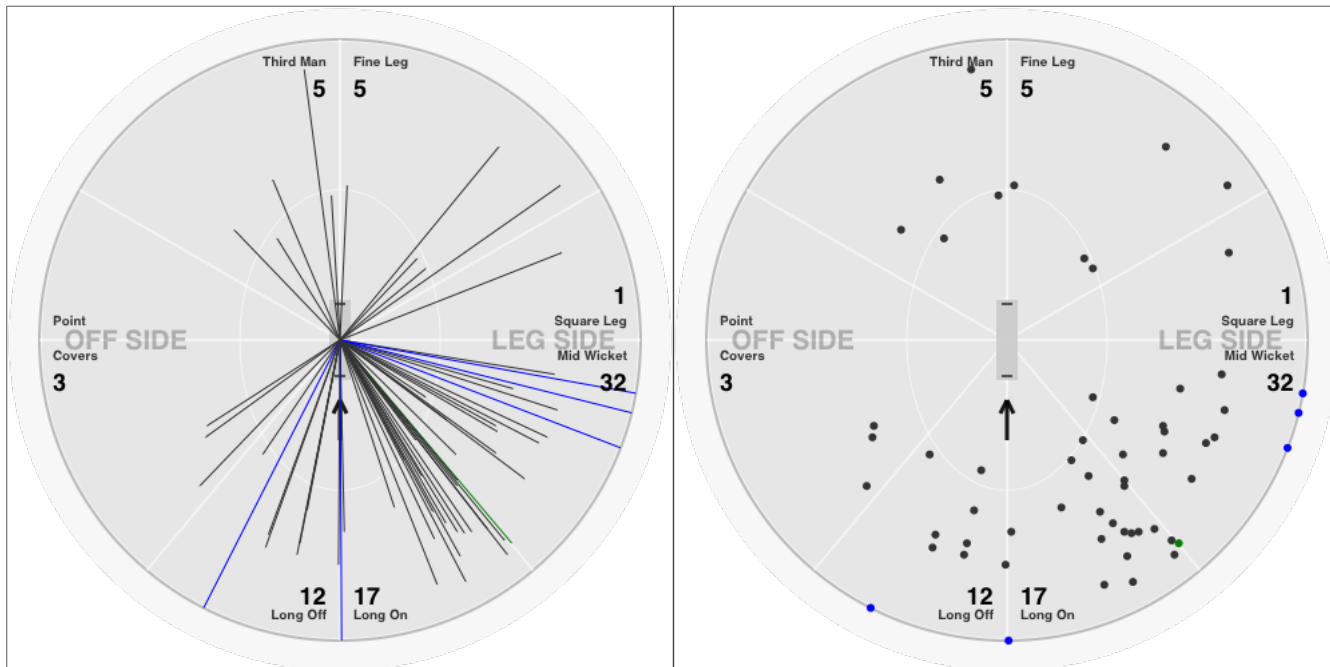 Third Man
Fine Leg
5
5
1
Point
Square Leg
OFF SIDE
LEG SIDE
Covers
Mid Wicket
3
32
12
17
Long Off
Long On
Third Man
Fine Leg
5
5
1
Point
Square Leg
OFF SIDE
LEG SIDE
Covers
Mid Wicket
3
32
12
17
Long Off
Long On